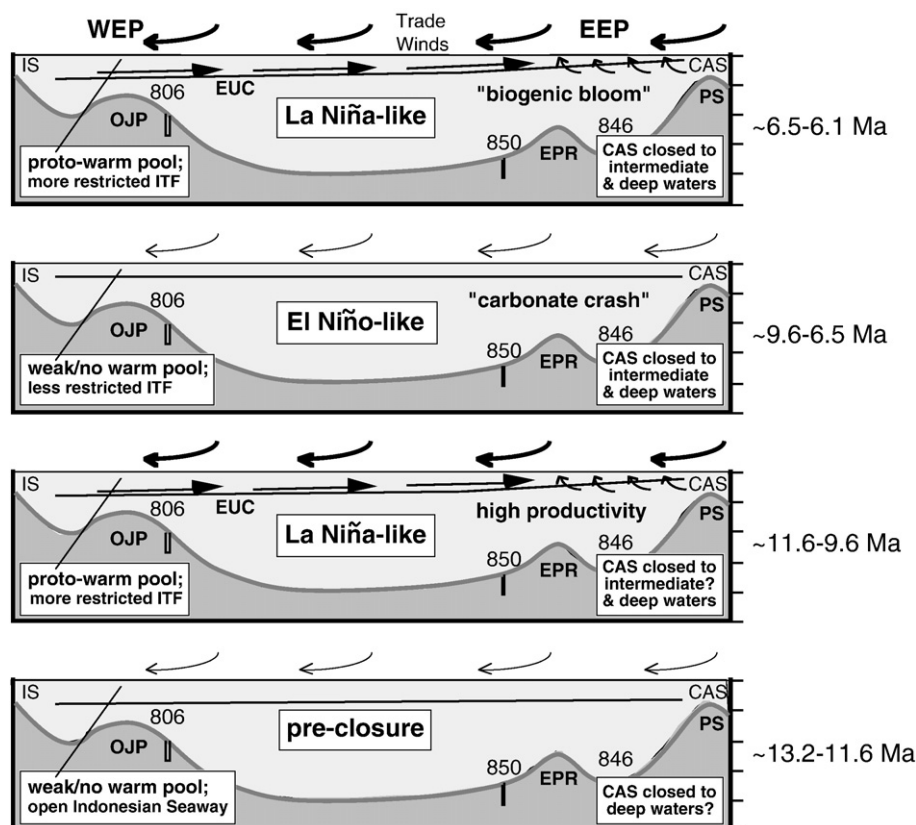 WEP
Trade
Winds
EEP
IS
CAS
806
EUC
"biogenic bloom"
PS
OJP
La Niña-like
850
846
EPR
proto-warm pool;
more restricted ITF
CAS closed to
intermediate
& deep waters
~6.5-6.1 Ma
IS
CAS
806
"carbonate crash"
PS
OJP
El Niño-like
850
846
EPR
weak/no warm pool;
less restricted ITF
CAS closed to
intermediate
& deep waters
~9.6-6.5 Ma
IS
CAS
806
EUC
high productivity
PS
OJP
La Niña-like
850
846
EPR
proto-warm pool;
more restricted ITF
CAS closed to
intermediate?
& deep waters
~11.6-9.6 Ma
IS
CAS
806
PS
OJP
pre-closure
850
846
EPR
weak/no warm pool;
open Indonesian Seaway
CAS closed to
deep waters?
~13.2-11.6 Ma